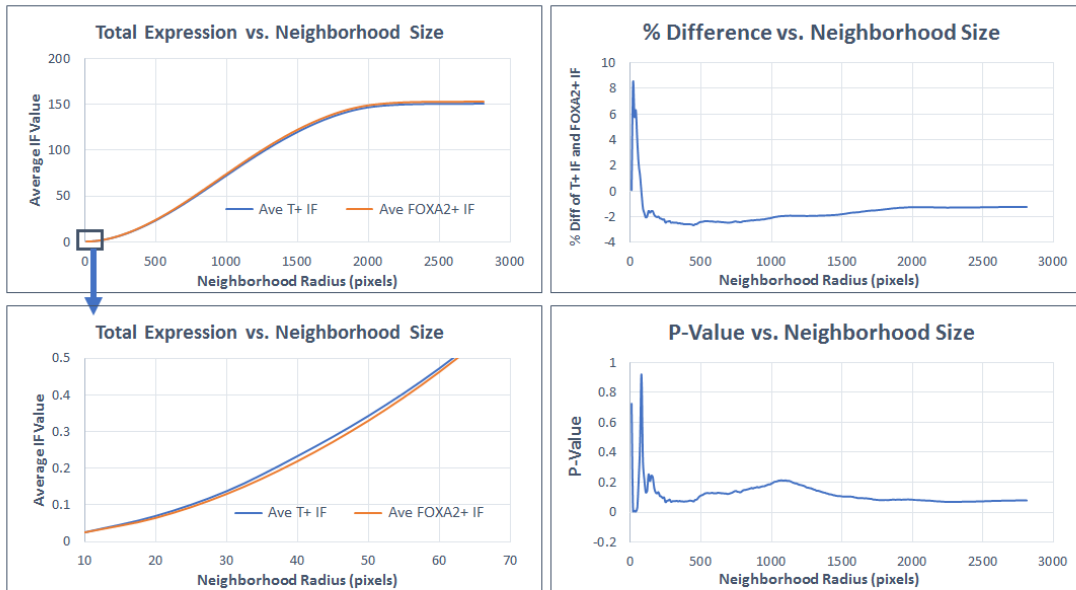 Total Expression vs. Neighborhood Size
Average IF Value
200
150
100
50
0
Ave T+ IF
Ave FOXA2+ IF
0 500 1000 1500 2000 2500 3000
Neighborhood Radius (pixels)
% Difference vs. Neighborhood Size
% Diff of T+ IF and FOXA2+ IF
10
8
6
4
2
0
-2
-4
0 500 1000 1500 2000 2500 3000
Neighborhood Radius (pixels)
Total Expression vs. Neighborhood Size
Average IF Value
0.5
0.4
0.3
0.2
0.1
0
Ave T+ IF
Ave FOXA2+ IF
10 20 30 40 50 60 70
Neighborhood Radius (pixels)
P-Value vs. Neighborhood Size
P-Value
1
0.8
0.6
0.4
0.2
0
-0.2
0 500 1000 1500 2000 2500 3000
Neighborhood Radius (pixels)